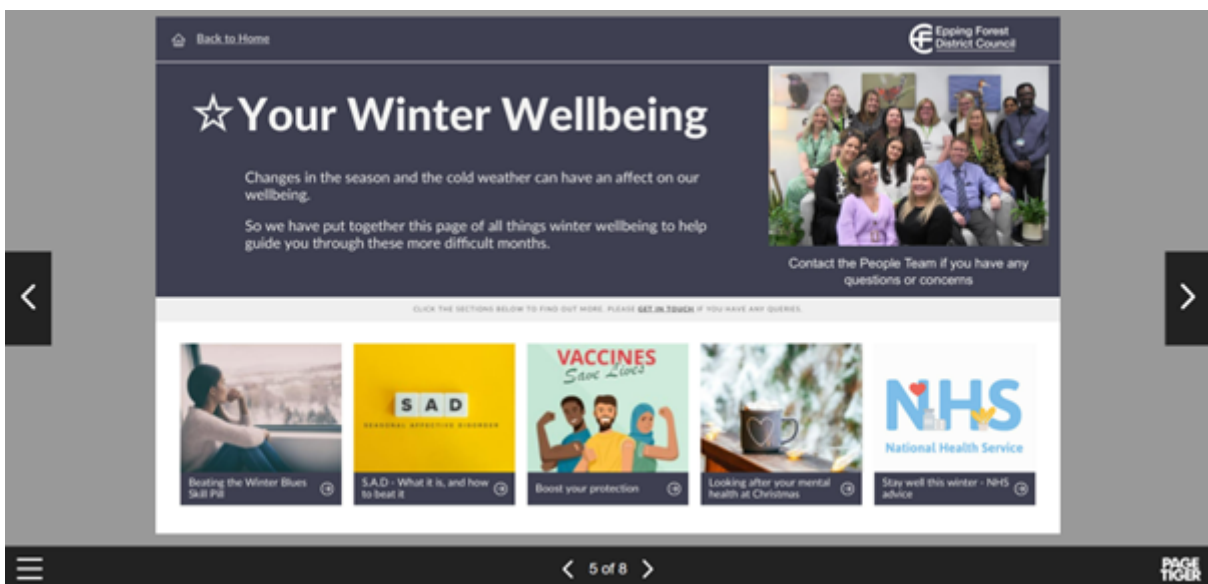 Back to Home
Epping Forest
District Council
☆Your Winter Wellbeing
Changes in the season and the cold weather can have an affect on our
wellbeing.
So we have put together this page of all things winter wellbeing to help
guide you through these more difficult months.
Contact the People Team if you have any
questions or concerns
CLICK THE SECTIONS BELOW TO FIND OUT MORE. PLEASE GET IN TOUCH IF YOU HAVE ANY QUERIES.
SAD
SEASONAL AFFECTIVE DISORDER
VACCINES
Save Lives
NHS
National Health Service
Beating the Winter Blues
Skill Pill
S.A.D - What it is, and how
to beat it
Boost your protection
Looking after your mental
health at Christmas
Stay well this winter - NHS
advice
5 of 8
PAGE
TIGER